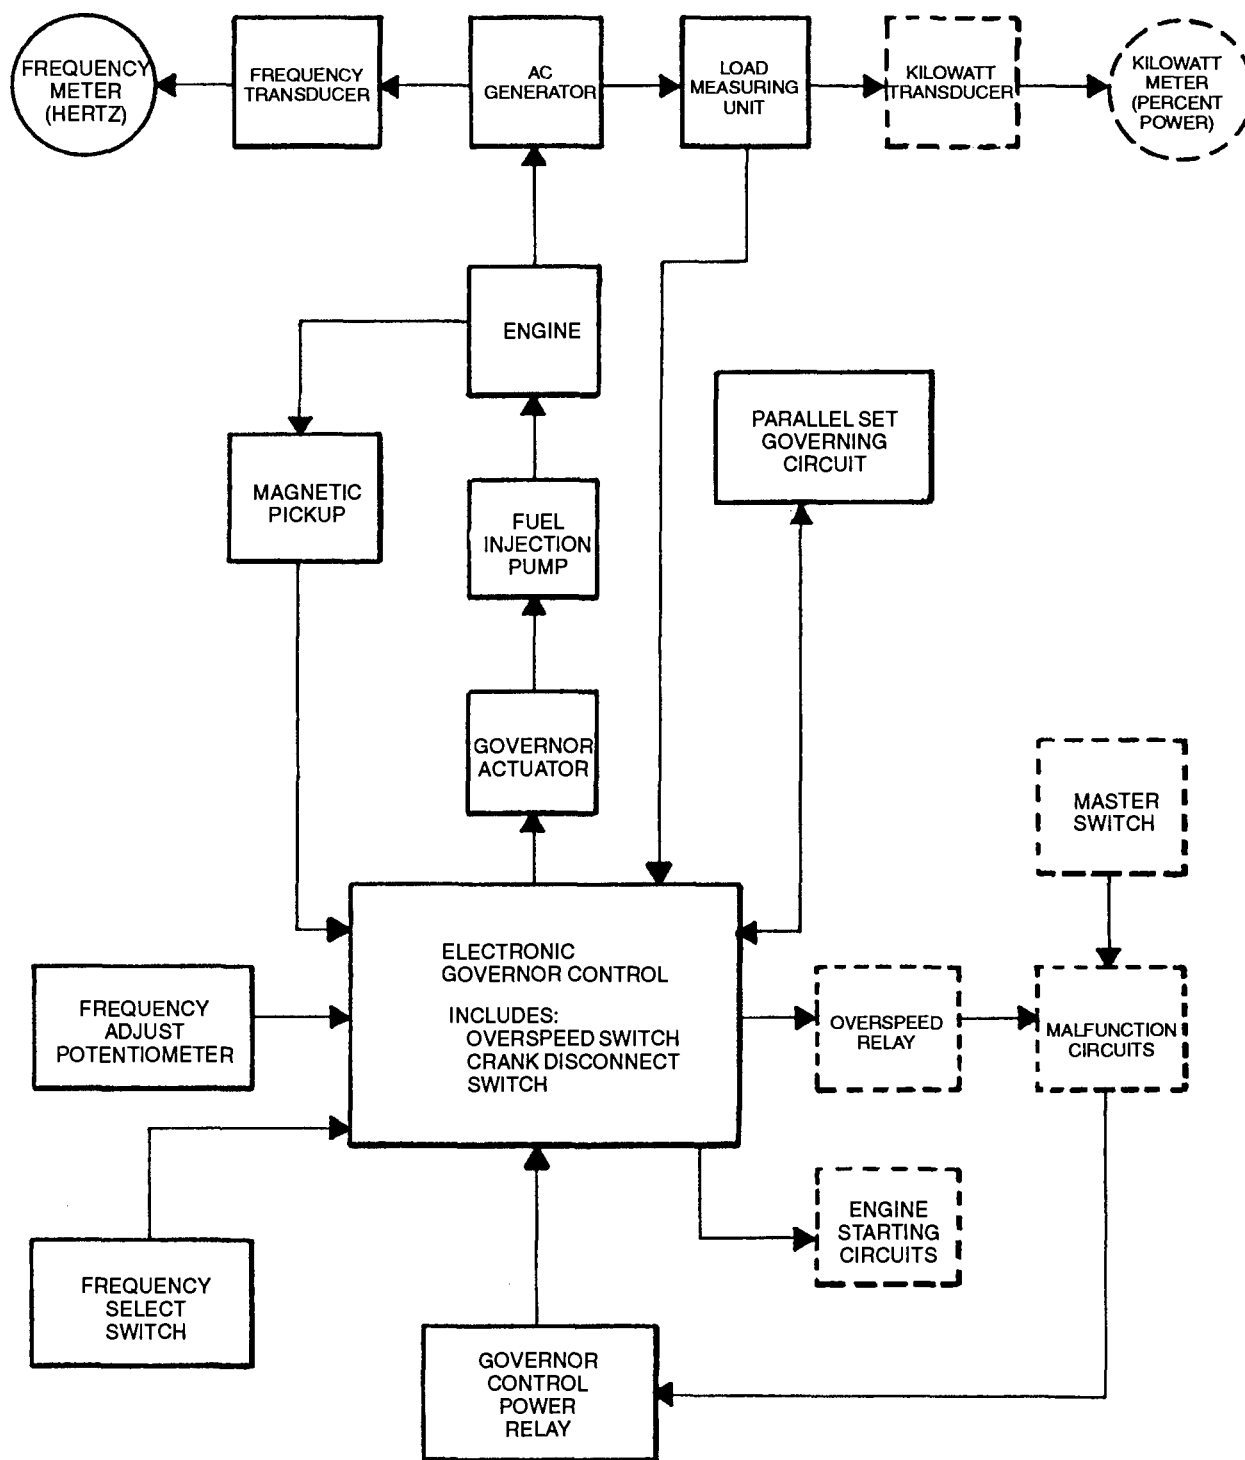 FREQUENCY
METER
(HERTZ)
FREQUENCY
TRANSDUCER
AC
GENERATOR
LOAD
MEASURING
UNIT
KILOWATT
TRANSDUCER
KILOWATT
METER
(PERCENT
POWER)
ENGINE
PARALLEL SET
GOVERNING
CIRCUIT
MAGNETIC
PICKUP
FUEL
INJECTION
PUMP
GOVERNOR
ACTUATOR
MASTER
SWITCH
ELECTRONIC
GOVERNOR CONTROL
INCLUDES:
OVERSPEED SWITCH
CRANK DISCONNECT
SWITCH
FREQUENCY
ADJUST
POTENTIOMETER
OVERSPEED
RELAY
MALFUNCTION
CIRCUITS
ENGINE
STARTING
CIRCUITS
FREQUENCY
SELECT
SWITCH
GOVERNOR
CONTROL
POWER
RELAY